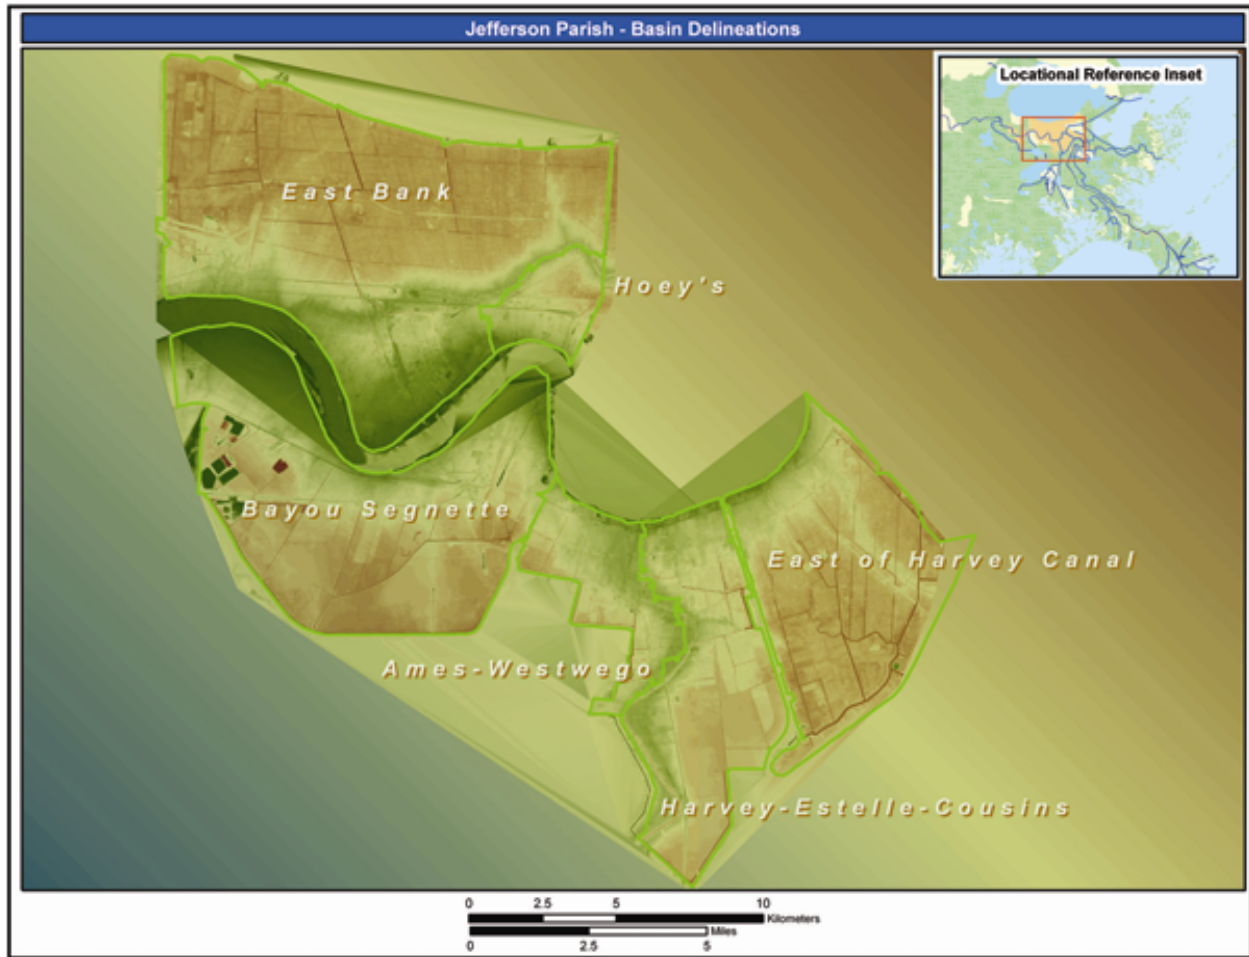 Jefferson Parish - Basin Delineations
Locational Reference Inset
East Bank
Hoey's
Bayou Segnette
East of Harvey Canal
Ames-Westwego
Harvey-Estelle-Cousins
0 2.5 5 10
Kilometers
Miles
0 2.5 5